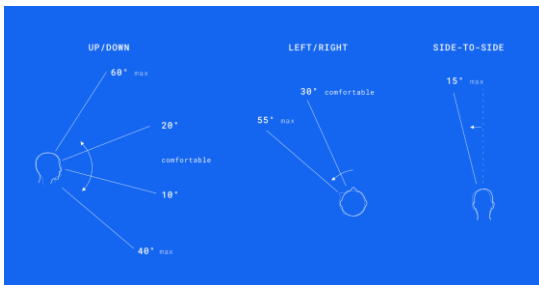 UP/DOWN
60° max
20°
comfortable
10°
40° max
LEFT/RIGHT
30° comfortable
55° max
SIDE-TO-SIDE
15° max